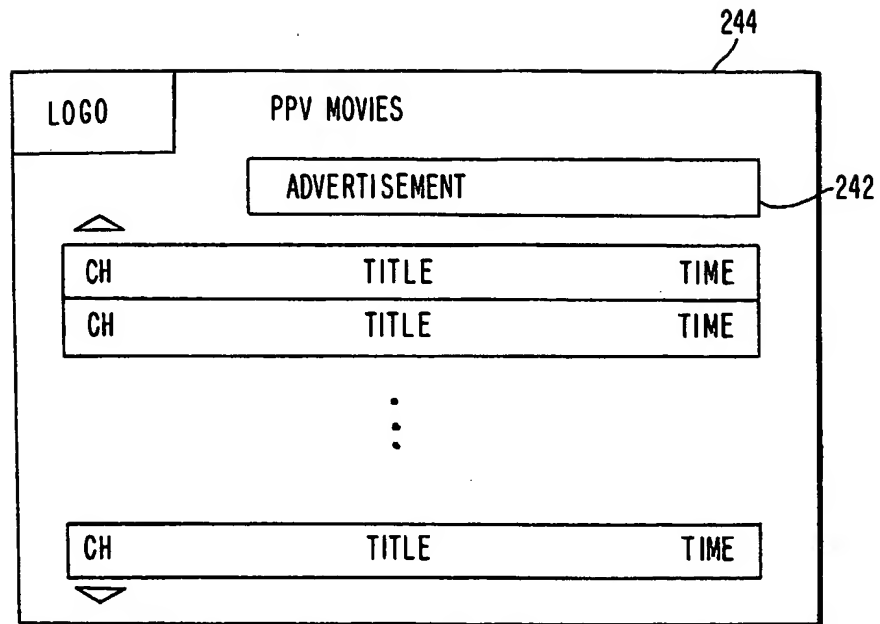 244
LOGO PPV MOVIES
ADVERTISEMENT
242
CH TITLE TIME
CH TITLE TIME
CH TITLE TIME